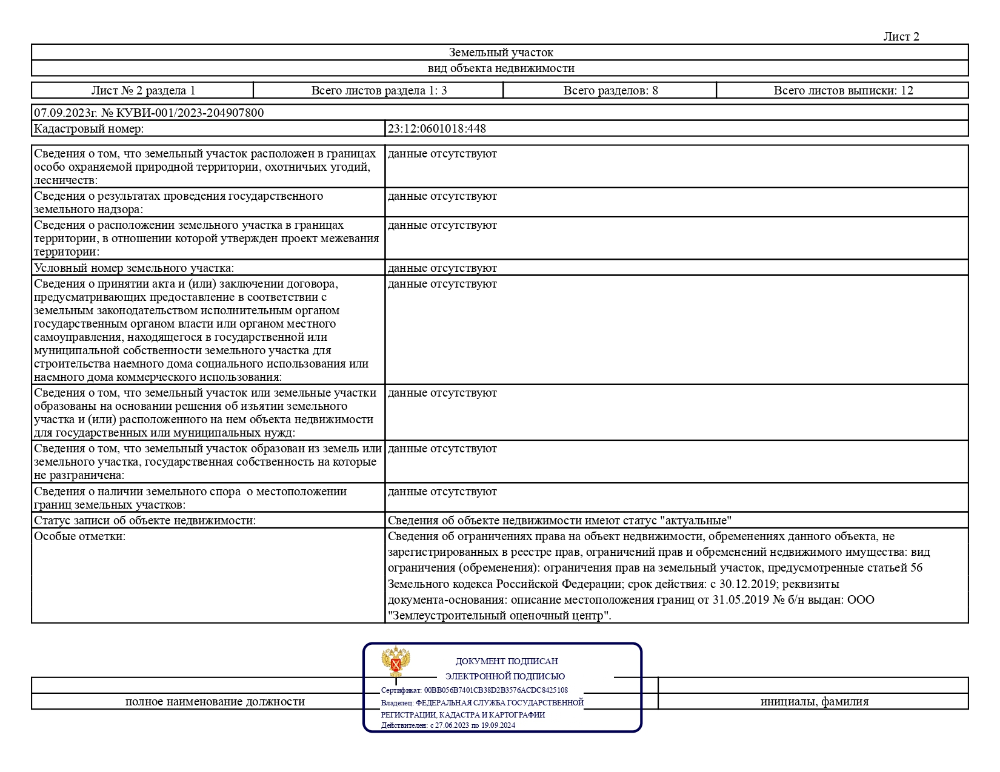 Лист 2
Земельный участок
вид объекта недвижимости
Лист № 2 раздела 1 Всего листов раздела 1: 3 Всего разделов: 8 Всего листов выписки: 12
07.09.2023г. № КУВИ-001/2023-204907800
Кадастровый номер: 23:12:0601018:448
Сведения о том, что земельный участок расположен в границах данные отсутствуют
особо охраняемой природной территории, охотничьих угодий,
лесничеств:
Сведения о результатах проведения государственного данные отсутствуют
земельного надзора:
Сведения о расположении земельного участка в границах данные отсутствуют
территории, в отношении которой утвержден проект межевания
территории:
Условный номер земельного участка: данные отсутствуют
Сведения о принятии акта и (или) заключении договора, данные отсутствуют
предусматривающих предоставление в соответствии с
земельным законодательством исполнительным органом
государственным органом власти или органом местного
самоуправления, находящегося в государственной или
муниципальной собственности земельного участка для
строительства наемного дома социального использования или
наемного дома коммерческого использования:
Сведения о том, что земельный участок или земельные участки данные отсутствуют
образованы на основании решения об изъятии земельного
участка и (или) расположенного на нем объекта недвижимости
для государственных или муниципальных нужд:
Сведения о том, что земельный участок образован из земель или данные отсутствуют
земельного участка, государственная собственность на которые
не разграничена:
Сведения о наличии земельного спора  о местоположении данные отсутствуют
границ земельных участков:
Статус записи об объекте недвижимости: Сведения об объекте недвижимости имеют статус "актуальные"
Особые отметки: Сведения об ограничениях права на объект недвижимости, обременениях данного объекта, не
зарегистрированных в реестре прав, ограничений прав и обременений недвижимого имущества: вид
ограничения (обременения): ограничения прав на земельный участок, предусмотренные статьей 56
Земельного кодекса Российской Федерации; срок действия: с 30.12.2019; реквизиты
документа-основания: описание местоположения границ от 31.05.2019 № б/н выдан: ООО
"Землеустроительный оценочный центр".
ДОКУМЕНТ ПОДПИСАН
ЭЛЕКТРОННОЙ ПОДПИСЬЮ
Сертификат: 00BB056B7401CB38D2B3576ACDC8425108
Владелец: ФЕДЕРАЛЬНАЯ СЛУЖБА ГОСУДАРСТВЕННОЙ
РЕГИСТРАЦИИ, КАДАСТРА И КАРТОГРАФИИ
Действителен: с 27.06.2023 по 19.09.2024
полное наименование должности инициалы, фамилия